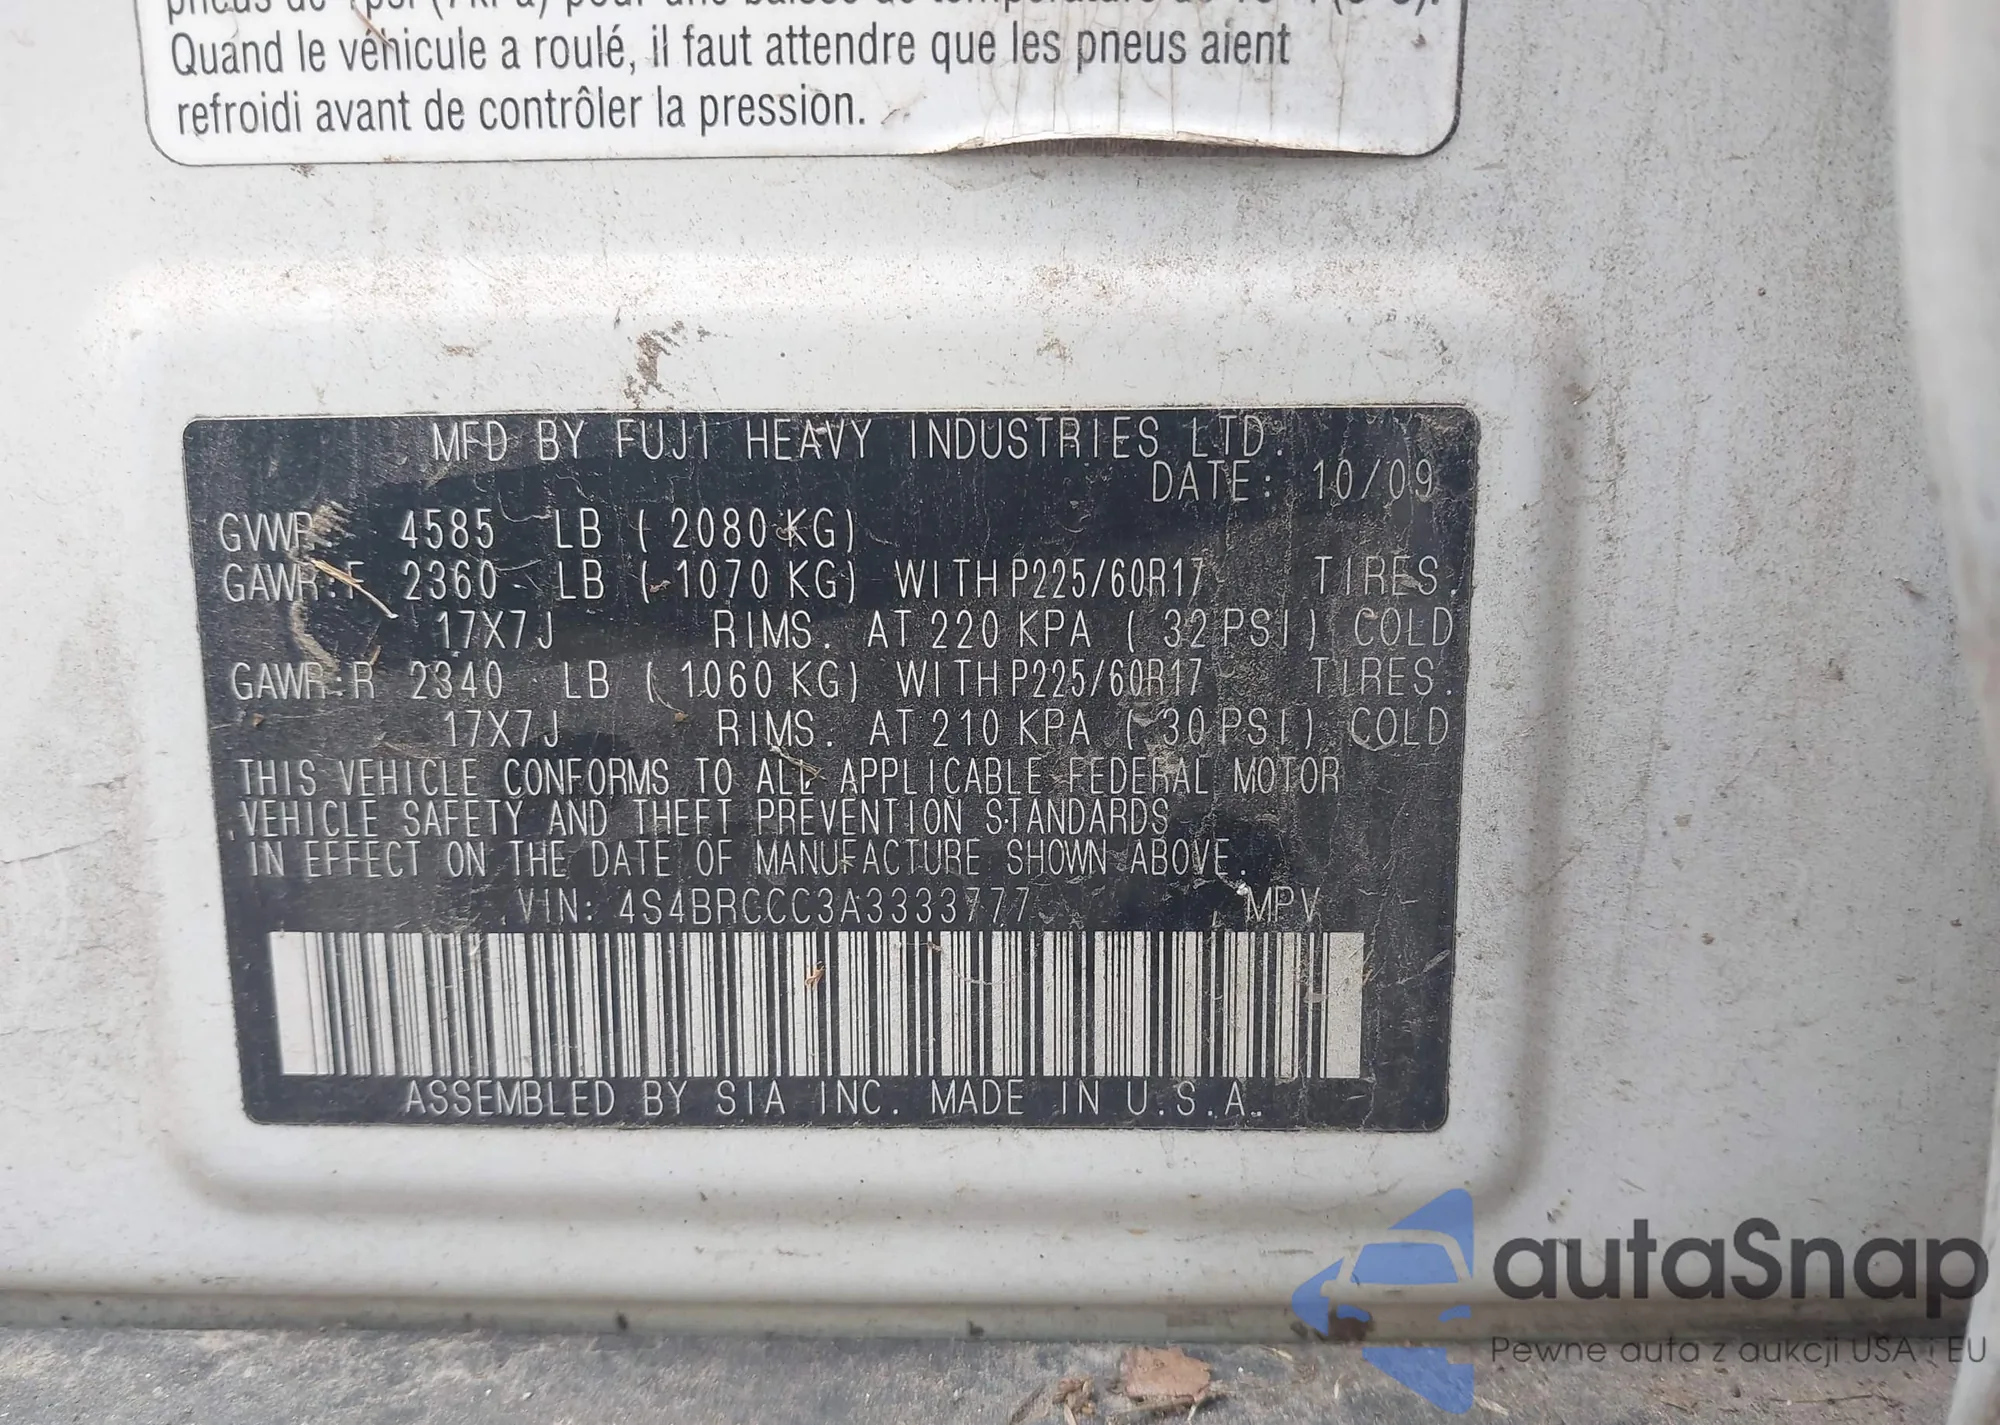 Quand le véhicule a roulé, il faut attendre que les pneus aient
refroidi avant de contrôler la pression.
MFD BY FUJI HEAVY INDUSTRIES LTD.
DATE: 10/09
GVWR: 4585 LB ( 2080 KG)
GAWR:F 2360 LB ( 1070 KG) WITH P225/60R17 TIRES.
17X7J RIMS. AT 220 KPA ( 32 PSI) COLD
GAWR:R 2340 LB ( 1060 KG) WITH P225/60R17 TIRES.
17X7J RIMS. AT 210 KPA ( 30 PSI) COLD
THIS VEHICLE CONFORMS TO ALL APPLICABLE FEDERAL MOTOR
VEHICLE SAFETY AND THEFT PREVENTION STANDARDS
IN EFFECT ON THE DATE OF MANUFACTURE SHOWN ABOVE.
VIN: 4S4BRCCC3A3333777 MPV
ASSEMBLED BY SIA INC. MADE IN U.S.A.
autaSnap
Pewne auta z aukcji USA i EU